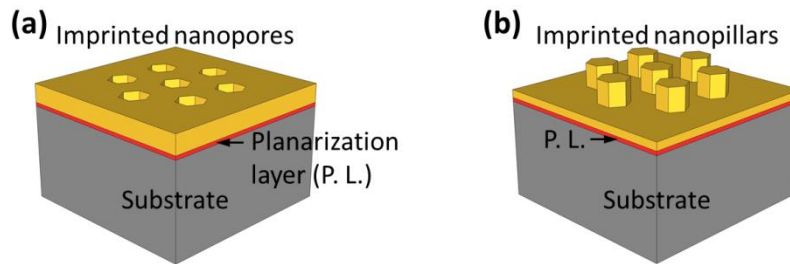 (a)
Imprinted nanopores
Planarization
layer (P. L.)
Substrate
(b)
Imprinted nanopillars
P. L.
Substrate